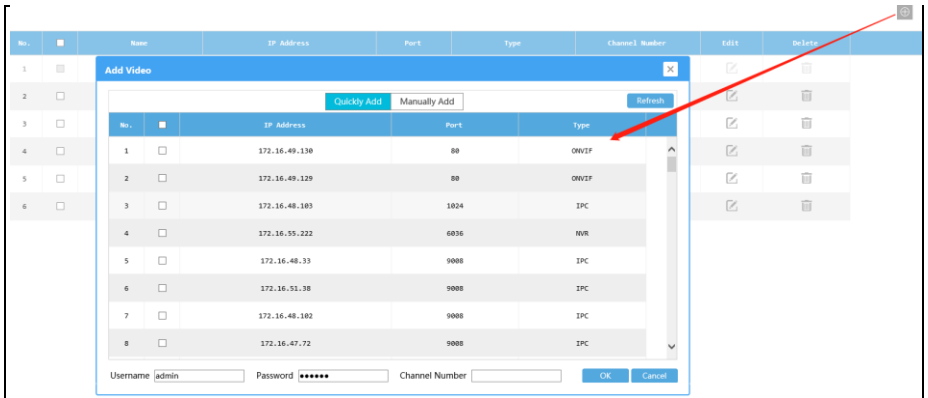 No. Name IP Address Port Type Channel Number Edit Delete
1
2
3
4
5
6
Add Video
Quickly Add Manually Add Refresh
No. IP Address Port Type
1 172.16.49.130 80 ONVIF
2 172.16.49.129 80 ONVIF
3 172.16.48.103 1024 IPC
4 172.16.55.222 6036 NVR
5 172.16.48.33 9008 IPC
6 172.16.51.38 9008 IPC
7 172.16.48.102 9008 IPC
8 172.16.47.72 9008 IPC
Username admin Password ●●●●●● Channel Number OK Cancel